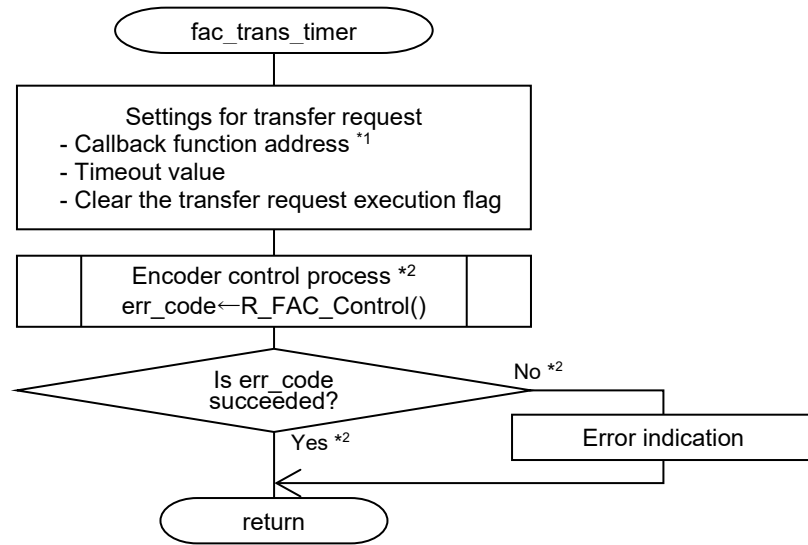 fac_trans_timer
Settings for transfer request
- Callback function address *1
- Timeout value
- Clear the transfer request execution flag
Encoder control process *2
err_code←R_FAC_Control()
Is err_code
succeeded?
No *2
Yes *2
Error indication
return